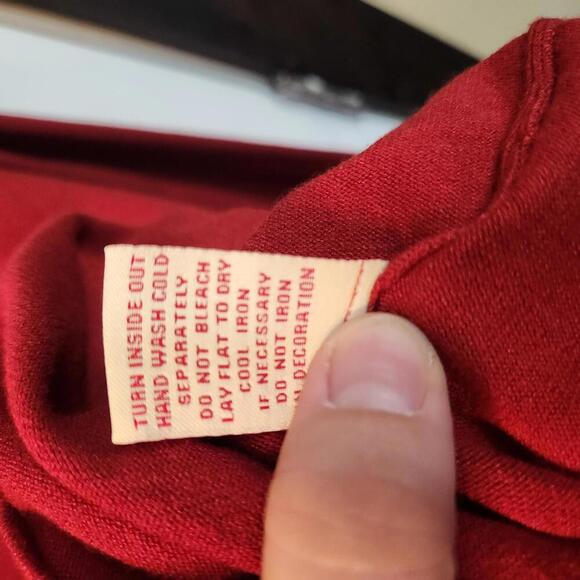 TURN INSIDE OUT
HAND WASH COLD
SEPARATELY
DO NOT BLEACH
LAY FLAT TO DRY
COOL IRON
IF NECESSARY
DO NOT IRON
DECORATION